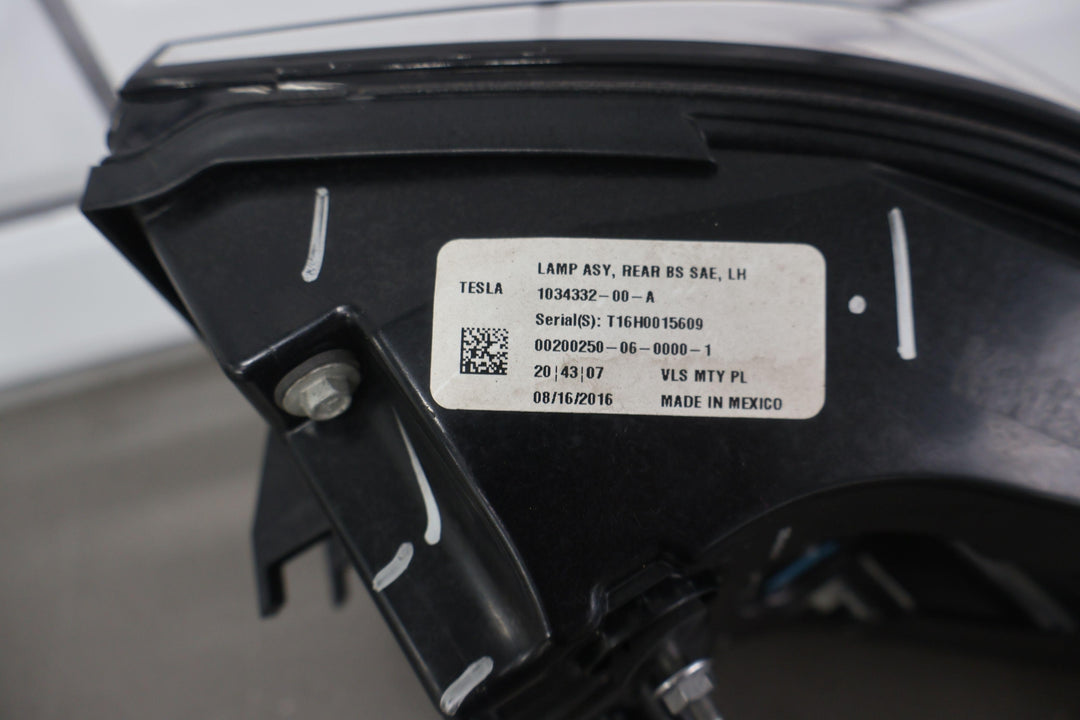 LAMP ASY, REAR BS SAE, LH
TESLA
1034332-00-A
Serial(S): T16H0015609
00200250-06-0000-1
20|43|07 VLS MTY PL
08/16/2016 MADE IN MEXICO